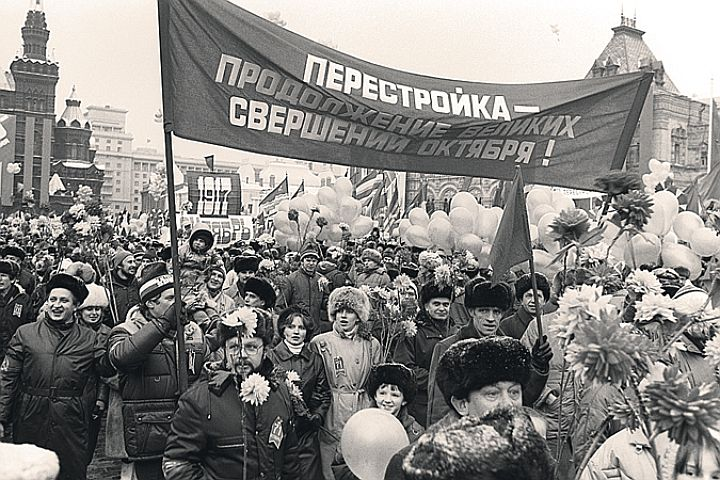 ПЕРЕСТРОЙКА –
ПРОДОЛЖЕНИЕ ВЕЛИКИХ
СВЕРШЕНИЙ ОКТЯБРЯ!
1917